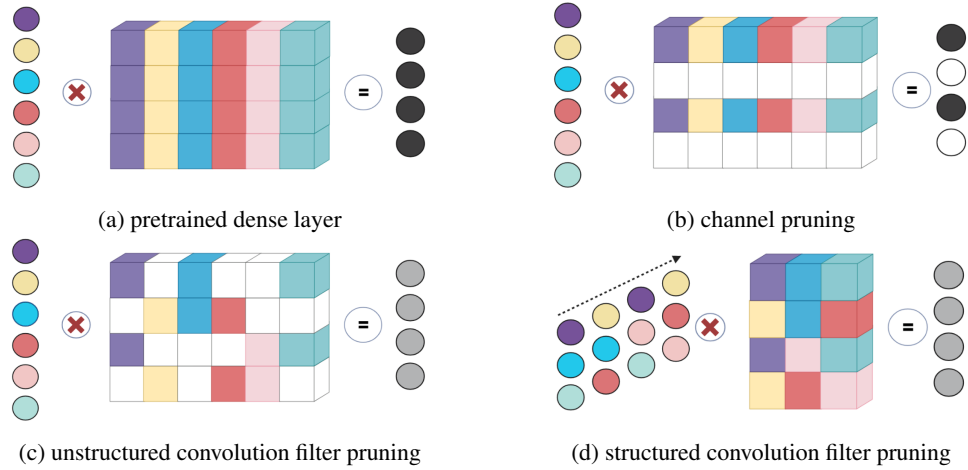 =
=
(a) pretrained dense layer
(b) channel pruning
=
=
(c) unstructured convolution filter pruning
(d) structured convolution filter pruning